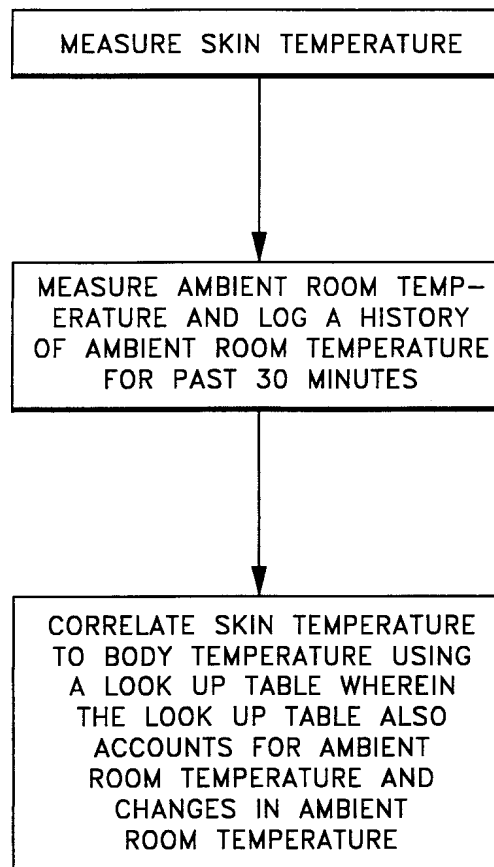 MEASURE SKIN TEMPERATURE
MEASURE AMBIENT ROOM TEMP-
ERATURE AND LOG A HISTORY
OF AMBIENT ROOM TEMPERATURE
FOR PAST 30 MINUTES
CORRELATE SKIN TEMPERATURE
TO BODY TEMPERATURE USING
A LOOK UP TABLE WHEREIN
THE LOOK UP TABLE ALSO
ACCOUNTS FOR AMBIENT
ROOM TEMPERATURE AND
CHANGES IN AMBIENT
ROOM TEMPERATURE